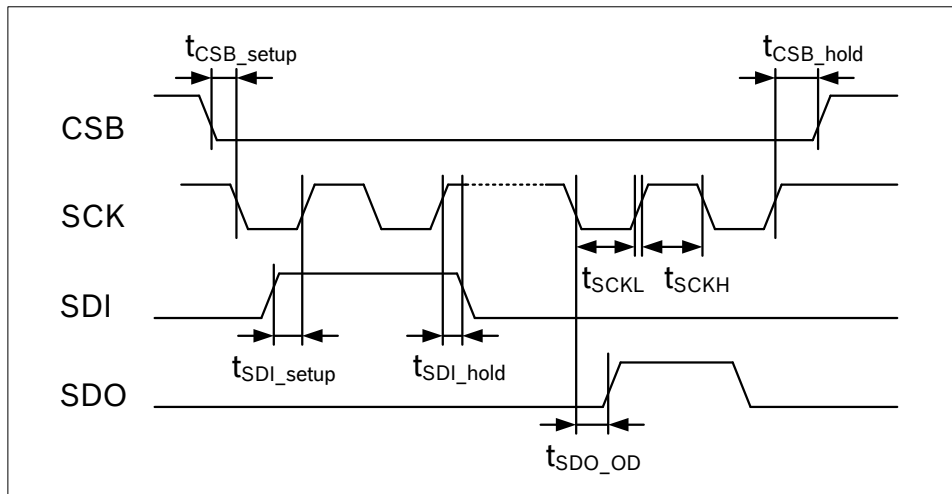 tCSB_setup
tCSB_hold
CSB
SCK
tSCKL
tSCKH
SDI
tSDI_setup
tSDI_hold
SDO
tSDO_OD